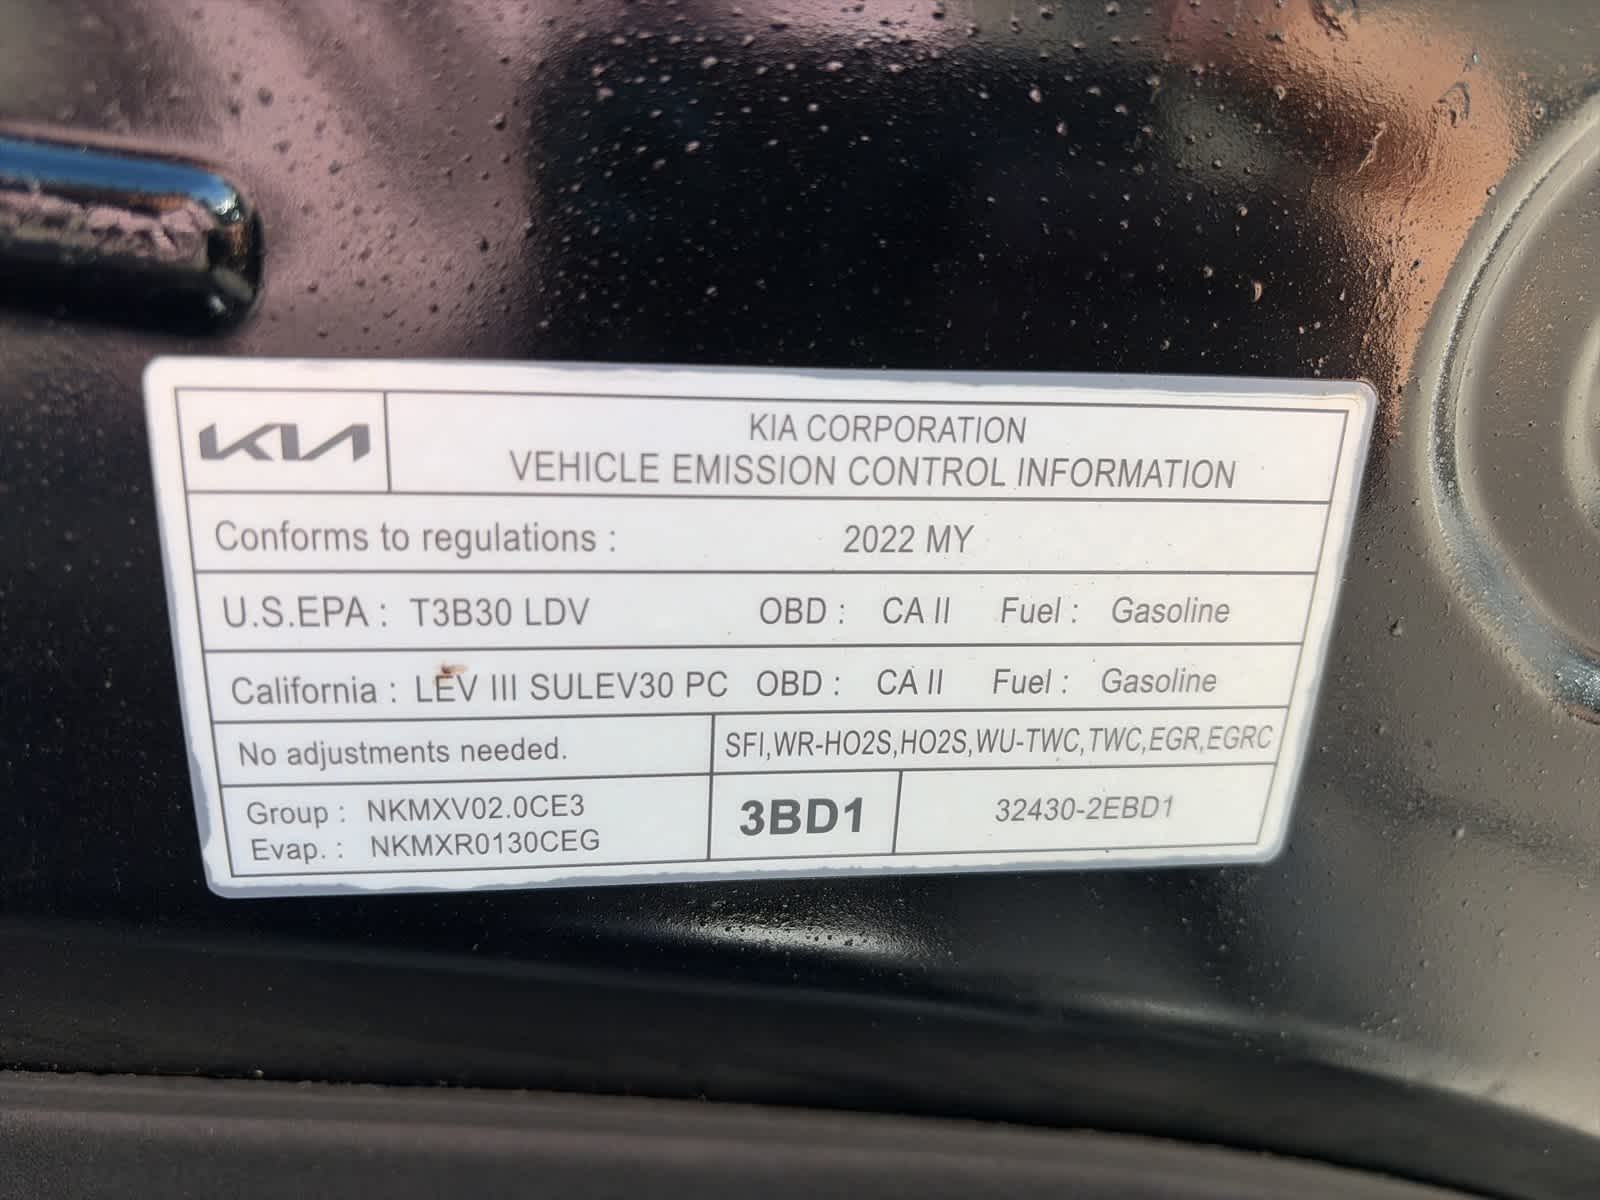 KIA
KIA CORPORATION
VEHICLE EMISSION CONTROL INFORMATION
Conforms to regulations : 2022 MY
U.S.EPA : T3B30 LDV OBD : CA II Fuel : Gasoline
California : LEV III SULEV30 PC OBD : CA II Fuel : Gasoline
No adjustments needed. SFI,WR-HO2S,HO2S,WU-TWC,TWC,EGR,EGRC
Group : NKMXV02.0CE3
Evap. : NKMXR0130CEG
3BD1 32430-2EBD1